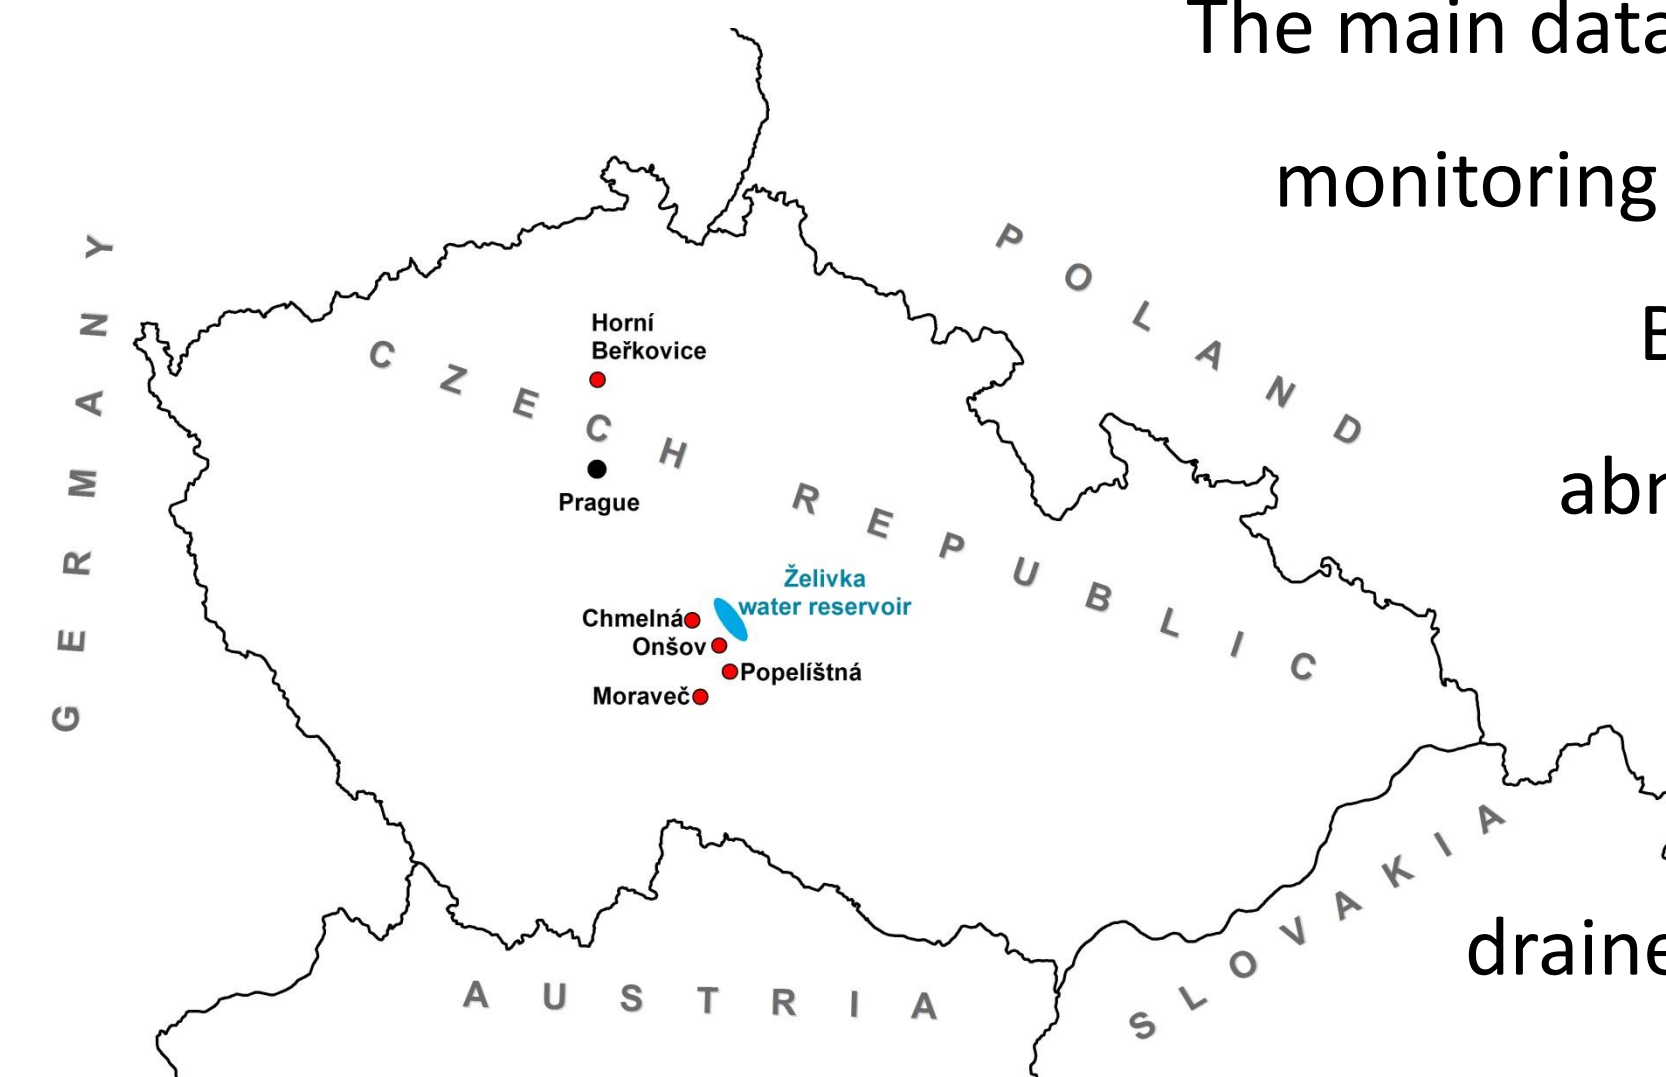 The main data
monitoring
POLAND
GERMANY
Horní
Beřkovice
CZECH REPUBLIC
Prague
abr
Želivka
water reservoir
Chmelná
Onšov
Popelíštná
Moraveč
SLOVAKIA
draine
AUSTRIA